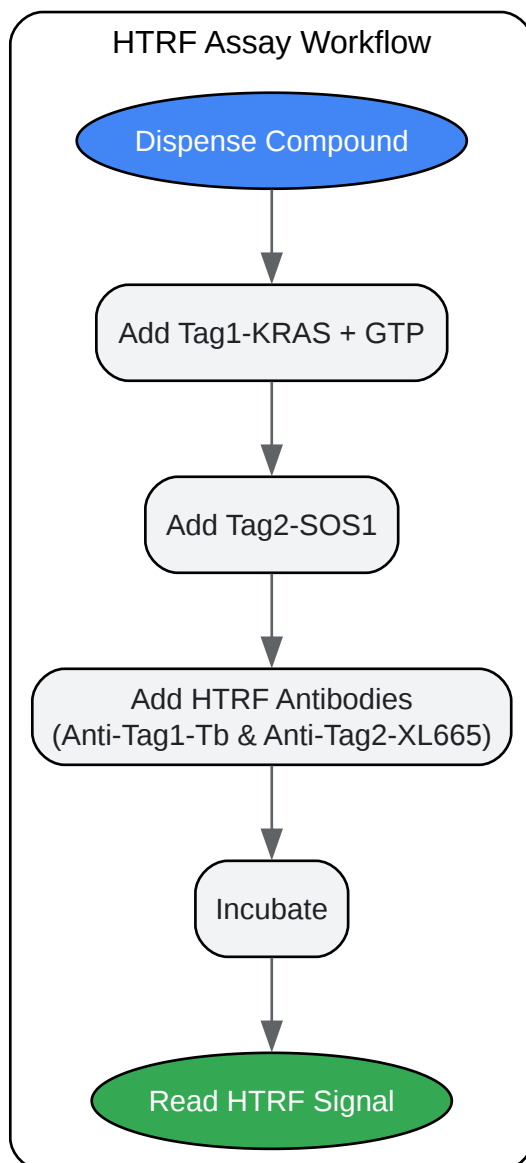 HTRF Assay Workflow
Dispense Compound
Add Tag1-KRAS + GTP
Add Tag2-SOS1
Add HTRF Antibodies
(Anti-Tag1-Tb & Anti-Tag2-XL665)
Incubate
Read HTRF Signal